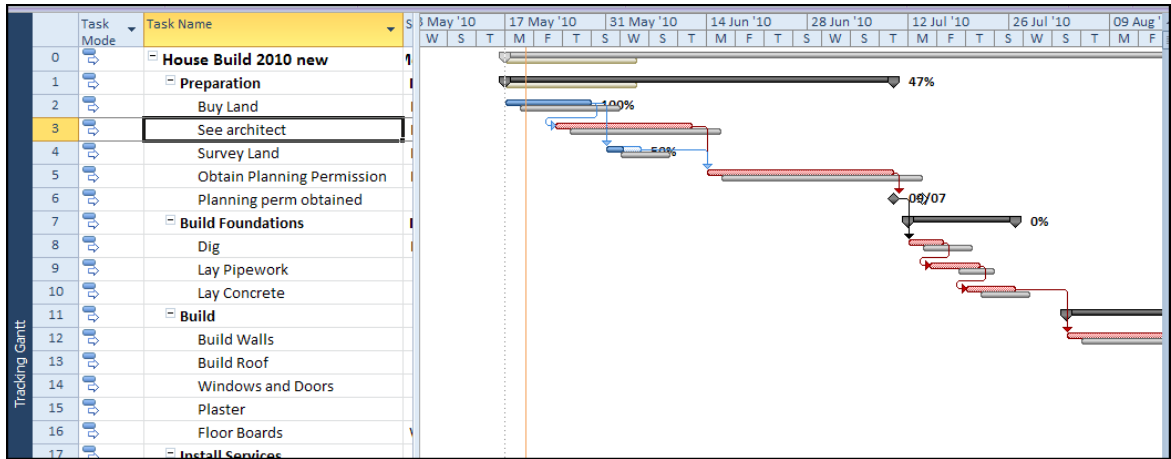 Task Mode Task Name S 3 May '10 17 May '10 31 May '10 14 Jun '10 28 Jun '10 12 Jul '10 26 Jul '10 09 Aug '
W S T M F T S W S T M F T S W S T M F T S W S T M F
0 House Build 2010 new
1 Preparation 47%
2 Buy Land 100%
3 See architect
4 Survey Land 50%
5 Obtain Planning Permission
6 Planning perm obtained 09/07
7 Build Foundations 0%
8 Dig
9 Lay Pipework
10 Lay Concrete
11 Build
12 Build Walls
13 Build Roof
14 Windows and Doors
15 Plaster
16 Floor Boards
17 Install Services
Tracking Gantt